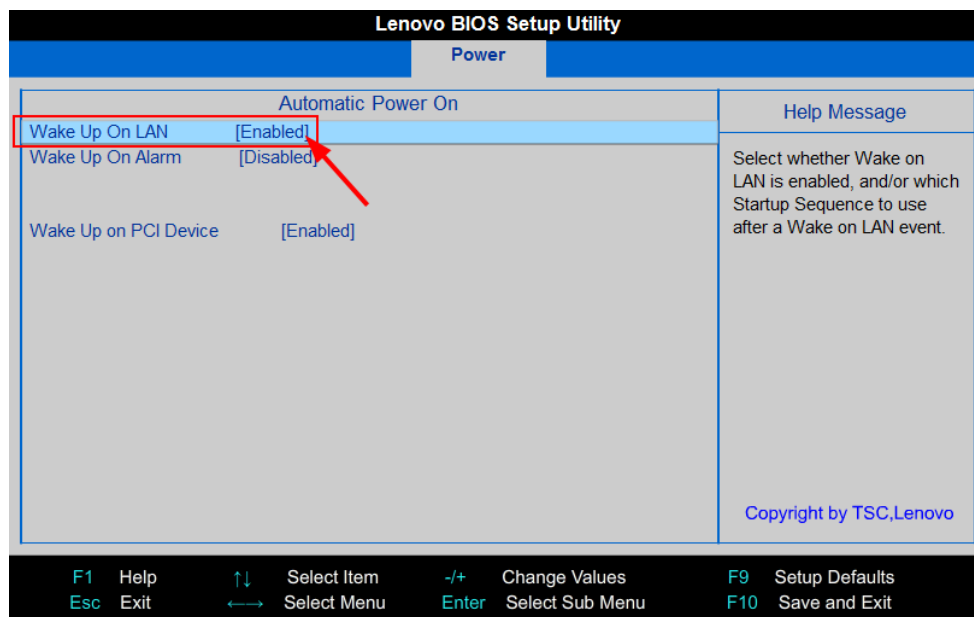 Lenovo BIOS Setup Utility
Power
Automatic Power On
Wake Up On LAN [Enabled]
Wake Up On Alarm [Disabled]
Wake Up on PCI Device [Enabled]
Help Message
Select whether Wake on
LAN is enabled, and/or which
Startup Sequence to use
after a Wake on LAN event.
Copyright by TSC,Lenovo
F1 Help ↑↓ Select Item -/+ Change Values F9 Setup Defaults
Esc Exit ←→ Select Menu Enter Select Sub Menu F10 Save and Exit